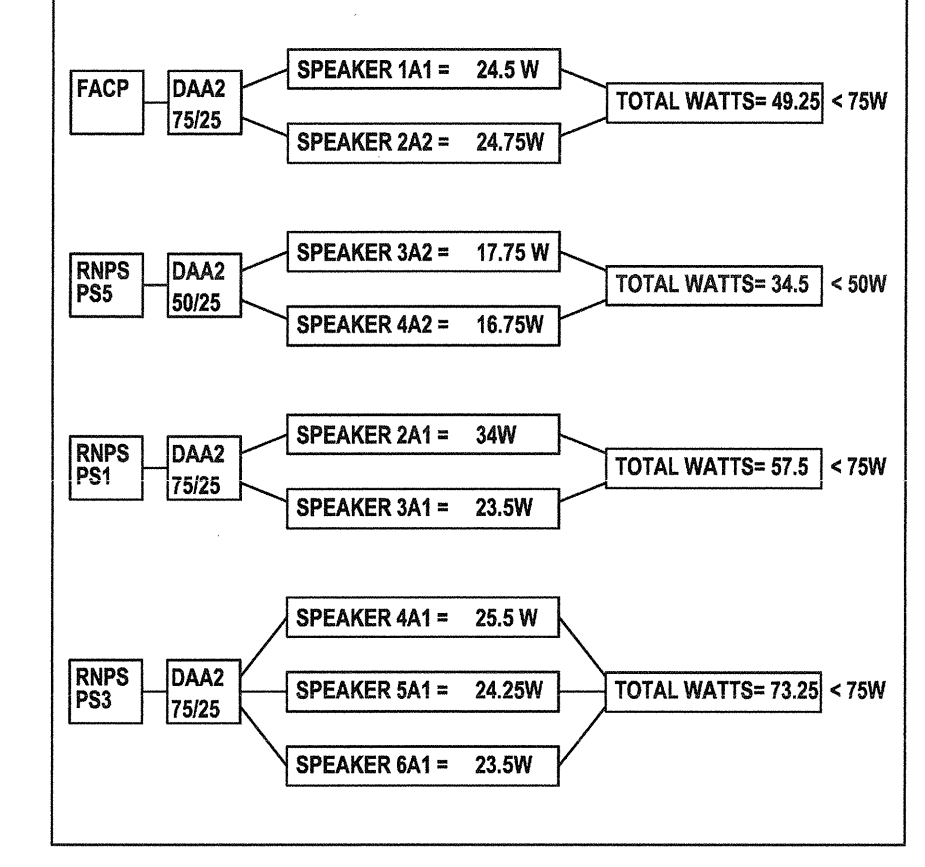 FACP
DAA2
75/25
SPEAKER 1A1 = 24.5 W
SPEAKER 2A2 = 24.75W
TOTAL WATTS= 49.25 < 75W
RNPS
PS5
DAA2
50/25
SPEAKER 3A2 = 17.75 W
SPEAKER 4A2 = 16.75W
TOTAL WATTS= 34.5 < 50W
RNPS
PS1
DAA2
75/25
SPEAKER 2A1 = 34W
SPEAKER 3A1 = 23.5W
TOTAL WATTS= 57.5 < 75W
RNPS
PS3
DAA2
75/25
SPEAKER 4A1 = 25.5 W
SPEAKER 5A1 = 24.25W
SPEAKER 6A1 = 23.5W
TOTAL WATTS= 73.25 < 75W